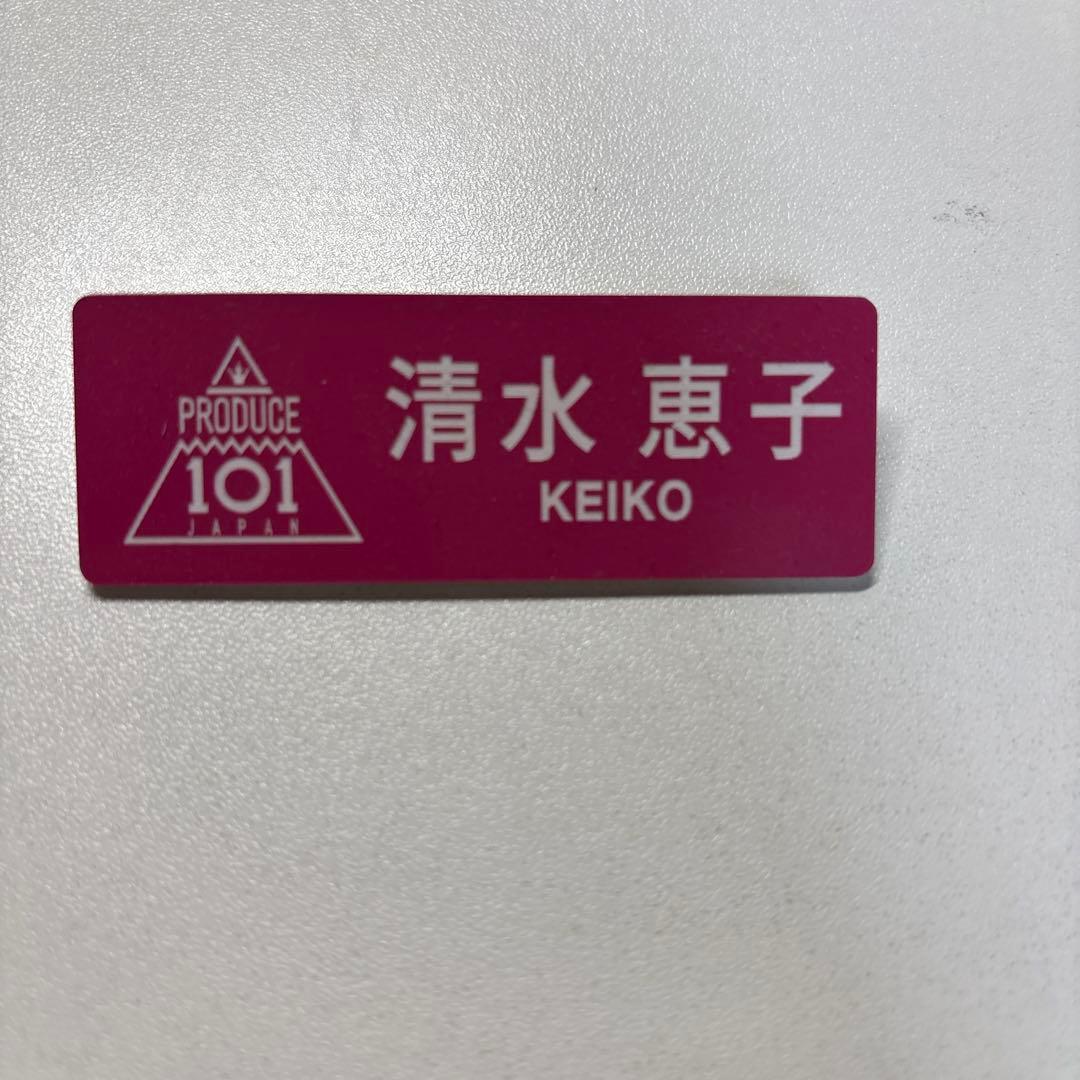 PRODUCE
101
JAPAN
清水 恵子
KEIKO